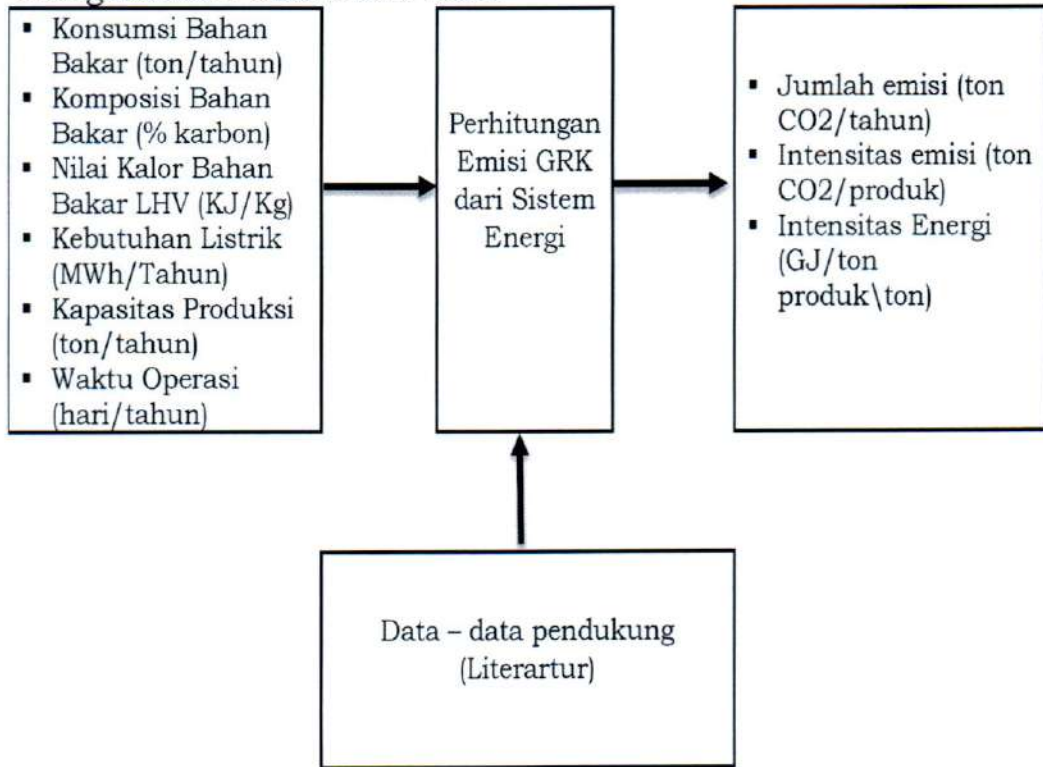 ▪ Konsumsi Bahan
Bakar (ton/tahun)
▪ Komposisi Bahan
Bakar (% karbon)
▪ Nilai Kalor Bahan
Bakar LHV (KJ/Kg)
▪ Kebutuhan Listrik
(MWh/Tahun)
▪ Kapasitas Produksi
(ton/tahun)
▪ Waktu Operasi
(hari/tahun)
Perhitungan
Emisi GRK
dari Sistem
Energi
▪ Jumlah emisi (ton
CO2/tahun)
▪ Intensitas emisi (ton
CO2/produk)
▪ Intensitas Energi
(GJ/ton
produk\ton)
Data – data pendukung
(Literartur)